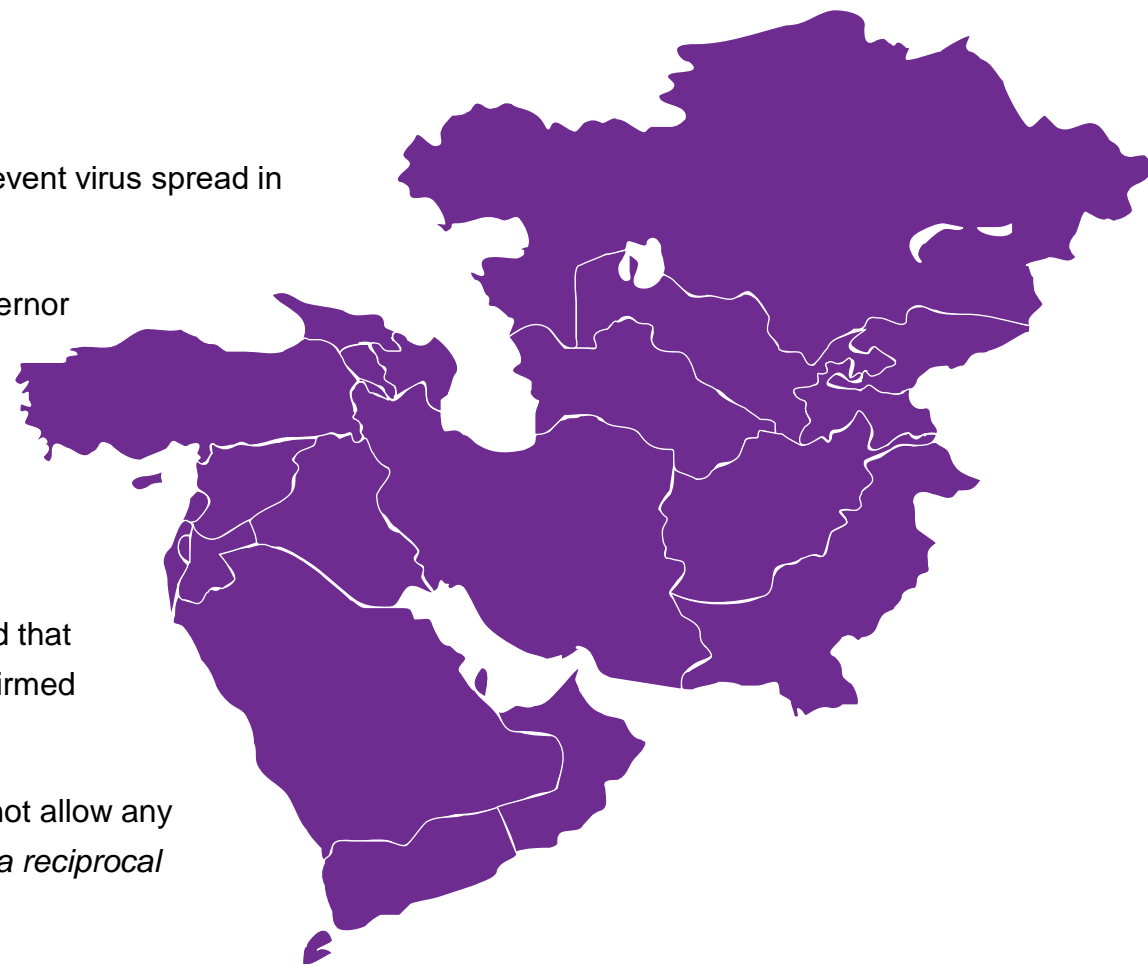 event virus spread in
ernor
d that
irmed
not allow any
a reciprocal